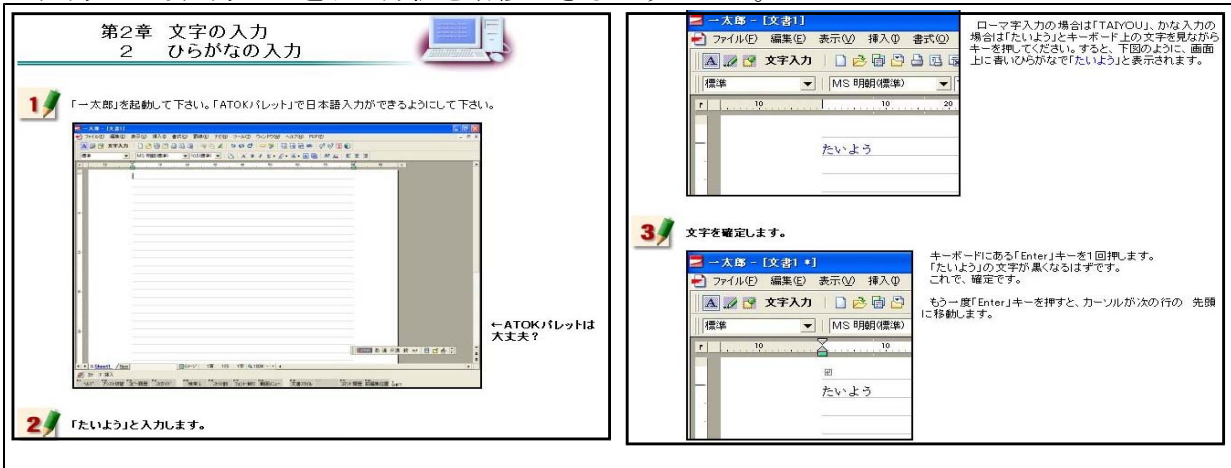 第2章 文字の入力
2 ひらがなの入力
1 「一太郎」を起動して下さい。「ATOKパレット」で日本語入力ができるようにして下さい。
←ATOKパレットは
大丈夫?
2 「たいよう」と入力します。
一太郎 - [文書1]
ファイル(F) 編集(E) 表示(V) 挿入(I) 書式(O)
文字入力
標準 MS 明朝(標準)
10 10 20
たいよう
ローマ字入力の場合は「TAIYOU」、かな入力の
場合は「たいよう」とキーボード上の文字を見ながら
キーを押してください。すると、下図のように、画面
上に青いひらがなで「たいよう」と表示されます。
3 文字を確定します。
一太郎 - [文書1 *]
ファイル(F) 編集(E) 表示(V) 挿入(I)
文字入力
標準 MS 明朝(標準)
10 10
たいよう
キーボードにある「Enter」キーを1回押します。
「たいよう」の文字が黒くなるはずです。
これで、確定です。
もう一度「Enter」キーを押すと、カーソルが次の行の 先頭
に移動します。